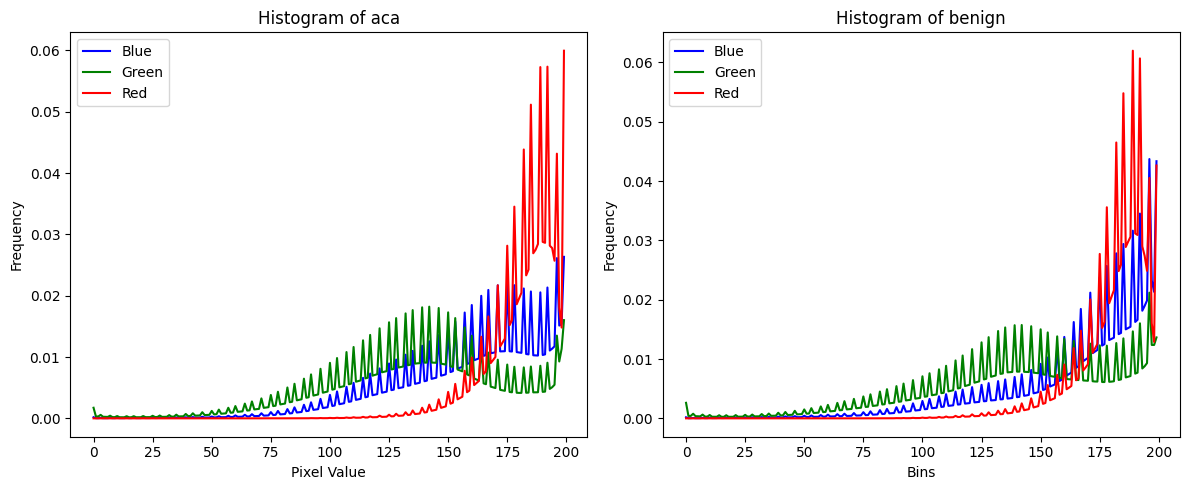 Histogram of aca
Blue
Green
Red
Frequency
0.06
0.05
0.04
0.03
0.02
0.01
0.00
0 25 50 75 100 125 150 175 200
Pixel Value
Histogram of benign
Blue
Green
Red
Frequency
0.06
0.05
0.04
0.03
0.02
0.01
0.00
0 25 50 75 100 125 150 175 200
Bins